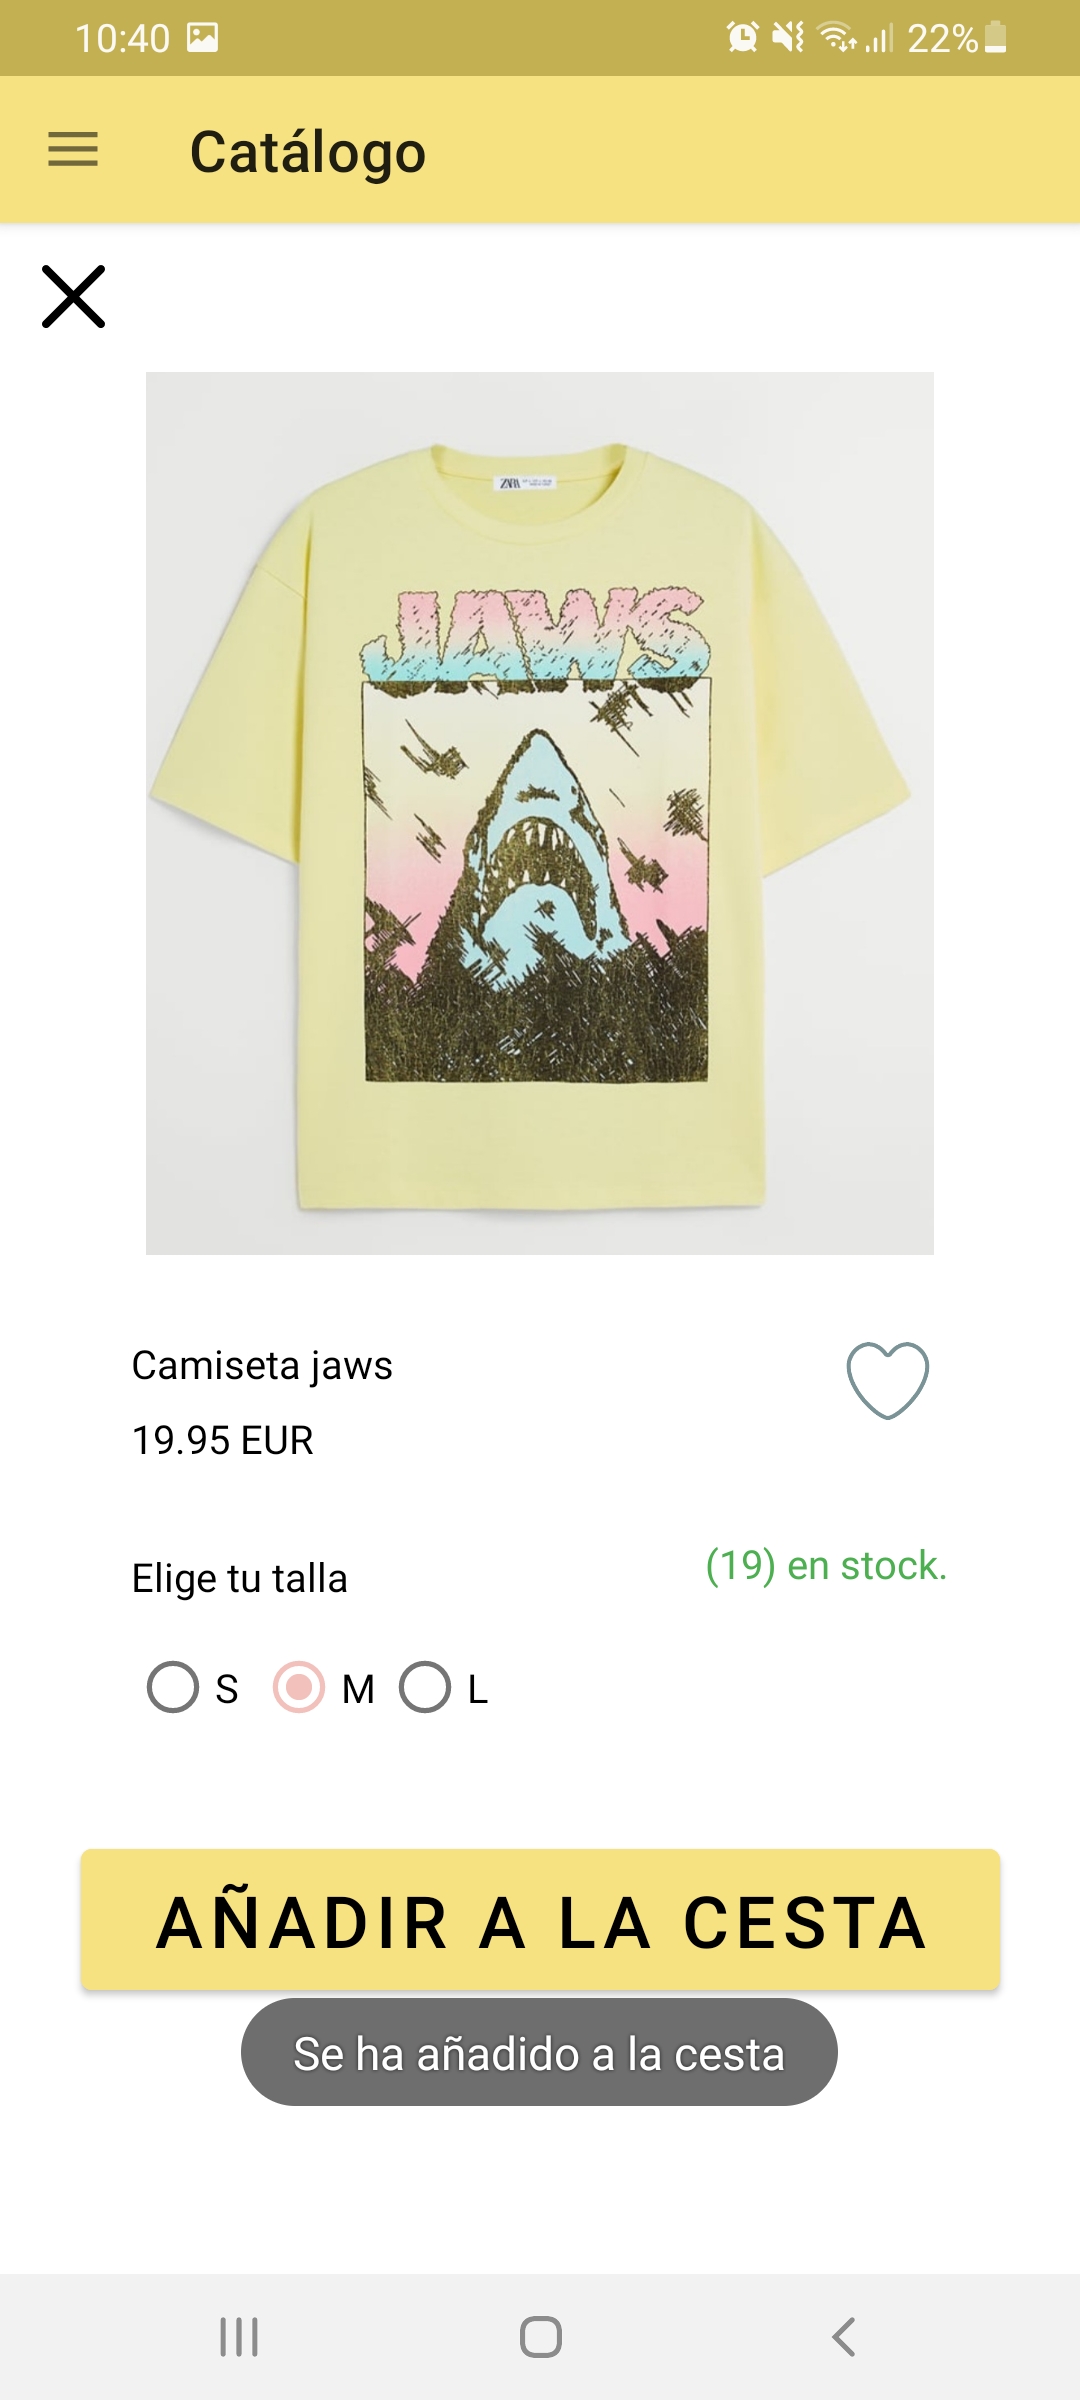 10:40 22%
Catálogo
ZARA
JAWS
Camiseta jaws
19.95 EUR
Elige tu talla
(19) en stock.
S M L
AÑADIR A LA CESTA
Se ha añadido a la cesta